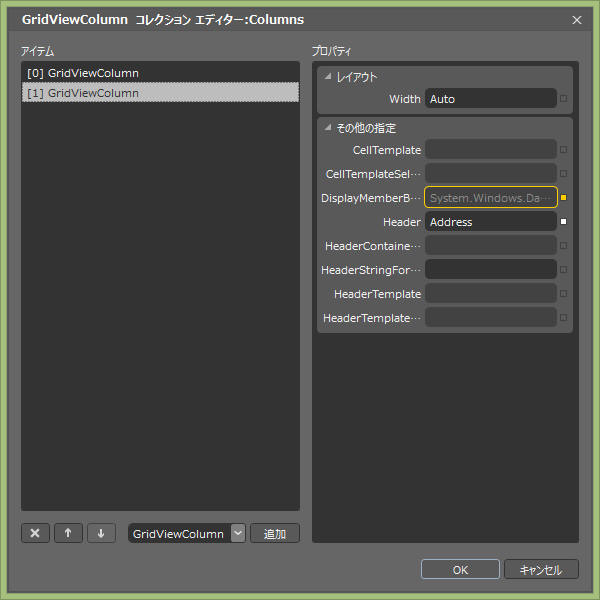 GridViewColumn コレクション エディター:Columns
アイテム
[0] GridViewColumn
[1] GridViewColumn
GridViewColumn
追加
プロパティ
レイアウト
Width Auto
その他の指定
CellTemplate
CellTemplateSel…
DisplayMemberB… System.Windows.Da…
Header Address
HeaderContaine…
HeaderStringFor…
HeaderTemplate
HeaderTemplate…
OK
キャンセル